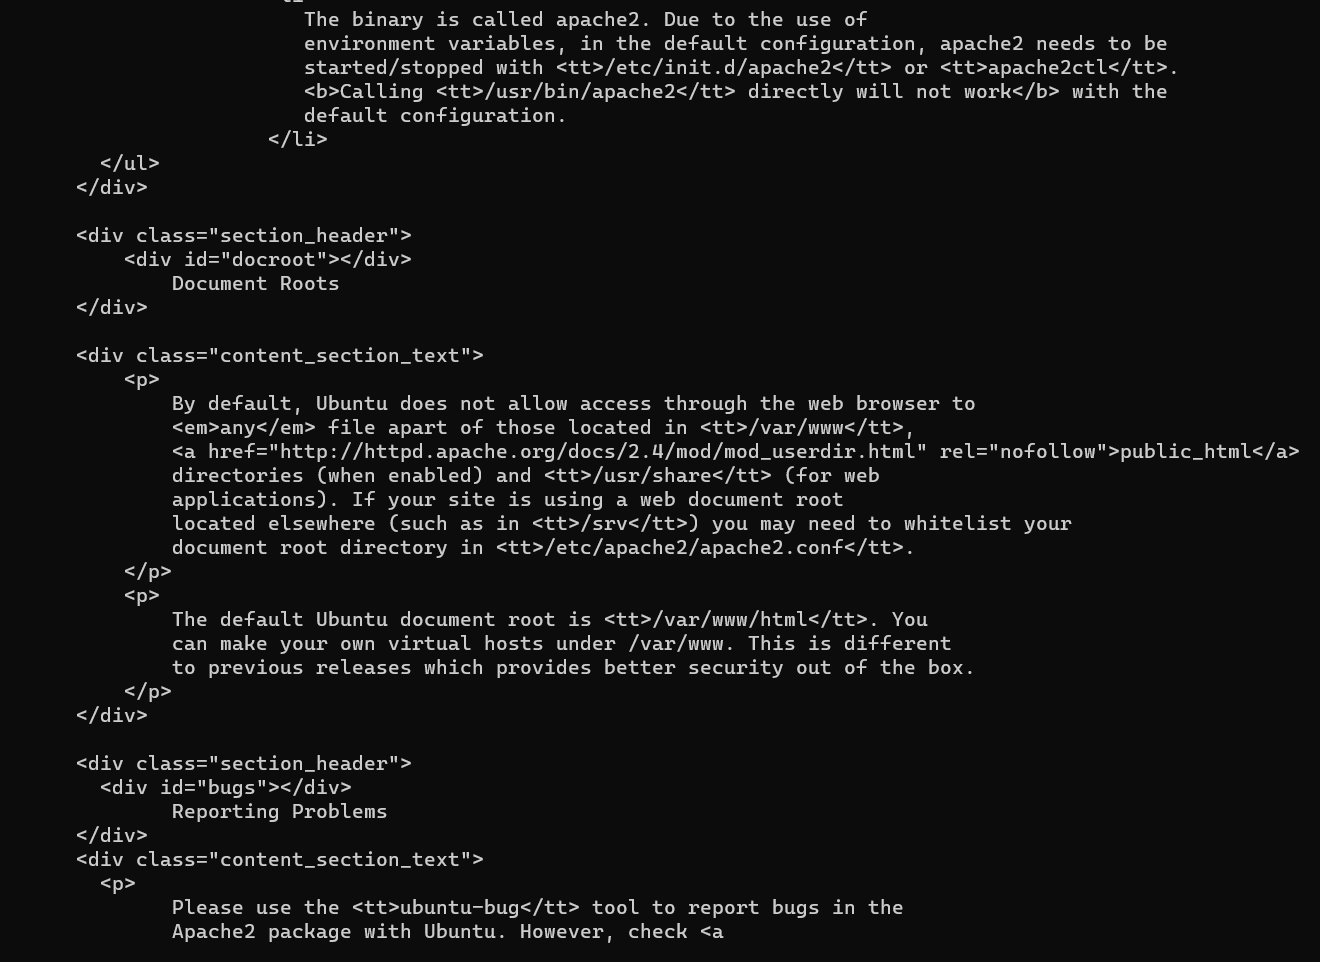 The binary is called apache2. Due to the use of
environment variables, in the default configuration, apache2 needs to be
started/stopped with <tt>/etc/init.d/apache2</tt> or <tt>apache2ctl</tt>.
<b>Calling <tt>/usr/bin/apache2</tt> directly will not work</b> with the
default configuration.
</li>
</ul>
</div>
<div class="section_header">
<div id="docroot"></div>
Document Roots
</div>
<div class="content_section_text">
<p>
By default, Ubuntu does not allow access through the web browser to
<em>any</em> file apart of those located in <tt>/var/www</tt>,
<a href="http://httpd.apache.org/docs/2.4/mod/mod_userdir.html" rel="nofollow">public_html</a>
directories (when enabled) and <tt>/usr/share</tt> (for web
applications). If your site is using a web document root
located elsewhere (such as in <tt>/srv</tt>) you may need to whitelist your
document root directory in <tt>/etc/apache2/apache2.conf</tt>.
</p>
<p>
The default Ubuntu document root is <tt>/var/www/html</tt>. You
can make your own virtual hosts under /var/www. This is different
to previous releases which provides better security out of the box.
</p>
</div>
<div class="section_header">
<div id="bugs"></div>
Reporting Problems
</div>
<div class="content_section_text">
<p>
Please use the <tt>ubuntu-bug</tt> tool to report bugs in the
Apache2 package with Ubuntu. However, check <a